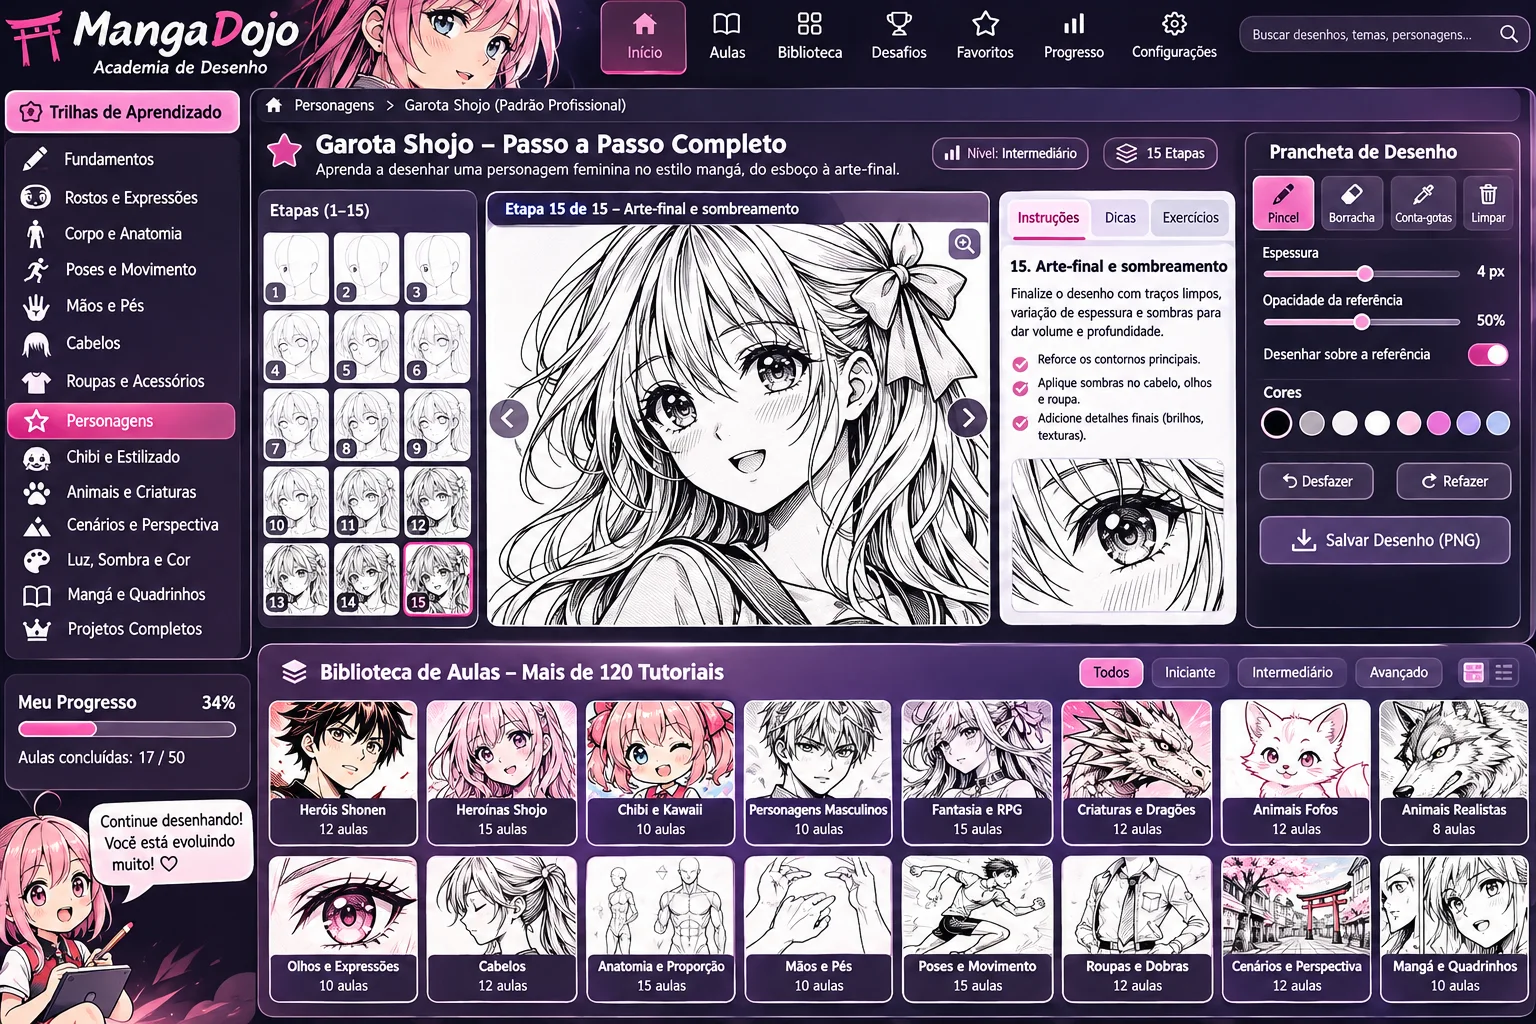 MangaDojo
Academia de Desenho
Início
Aulas
Biblioteca
Desafios
Favoritos
Progresso
Configurações
Buscar desenhos, temas, personagens...
Trilhas de Aprendizado
Fundamentos
Rostos e Expressões
Corpo e Anatomia
Poses e Movimento
Mãos e Pés
Cabelos
Roupas e Acessórios
Personagens
Chibi e Estilizado
Animais e Criaturas
Cenários e Perspectiva
Luz, Sombra e Cor
Mangá e Quadrinhos
Projetos Completos
Meu Progresso 34%
Aulas concluídas: 17 / 50
Continue desenhando!
Você está evoluindo
muito! ♡
Personagens > Garota Shojo (Padrão Profissional)
Garota Shojo – Passo a Passo Completo
Aprenda a desenhar uma personagem feminina no estilo mangá, do esboço à arte-final.
Nível: Intermediário
15 Etapas
Etapas (1–15)
1
2
3
4
5
6
7
8
9
10
11
12
13
14
15
Etapa 15 de 15 – Arte-final e sombreamento
Instruções
Dicas
Exercícios
15. Arte-final e sombreamento
Finalize o desenho com traços limpos,
variação de espessura e sombras para
dar volume e profundidade.
Reforce os contornos principais.
Aplique sombras no cabelo, olhos
e roupa.
Adicione detalhes finais (brilhos,
texturas).
Prancheta de Desenho
Pincel
Borracha
Conta-gotas
Limpar
Espessura
4 px
Opacidade da referência
50%
Desenhar sobre a referência
Cores
Desfazer
Refazer
Salvar Desenho (PNG)
Biblioteca de Aulas – Mais de 120 Tutoriais
Todos
Iniciante
Intermediário
Avançado
Heróis Shonen
12 aulas
Heroínas Shojo
15 aulas
Chibi e Kawaii
10 aulas
Personagens Masculinos
10 aulas
Fantasia e RPG
15 aulas
Criaturas e Dragões
12 aulas
Animais Fofos
12 aulas
Animais Realistas
8 aulas
Olhos e Expressões
10 aulas
Cabelos
12 aulas
Anatomia e Proporção
15 aulas
Mãos e Pés
10 aulas
Poses e Movimento
15 aulas
Roupas e Dobras
12 aulas
Cenários e Perspectiva
12 aulas
Mangá e Quadrinhos
10 aulas